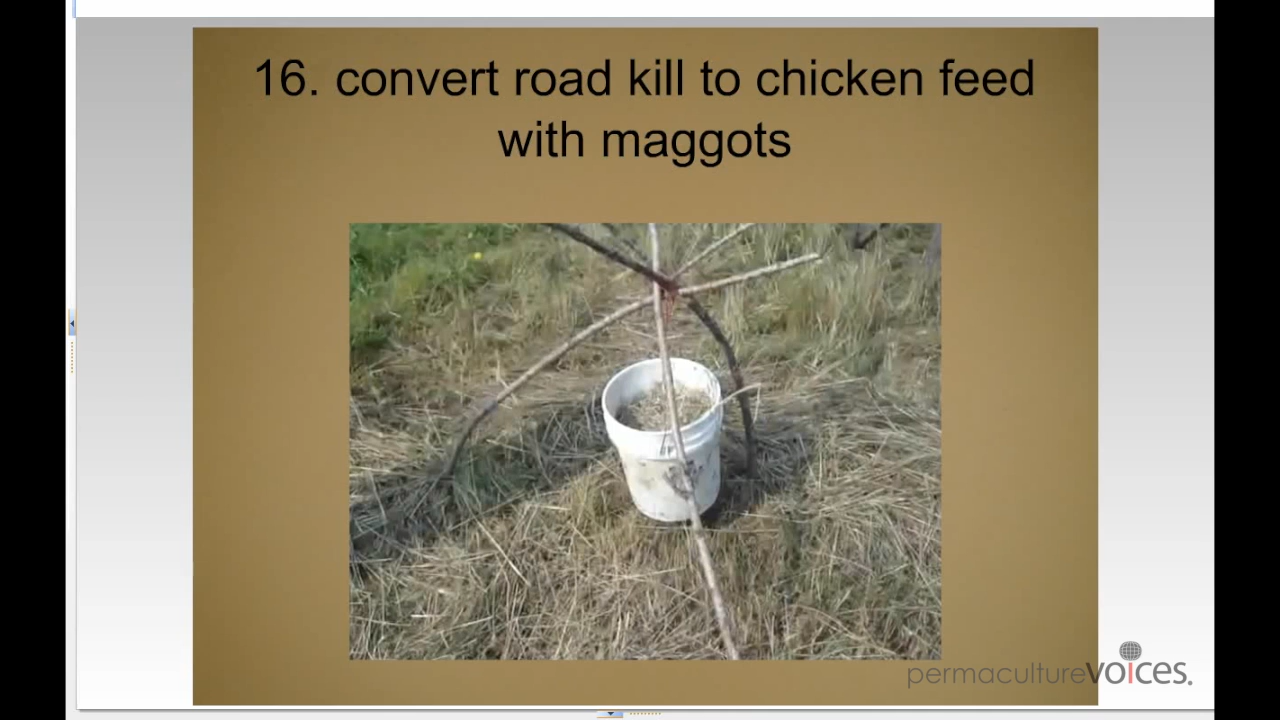 16. convert road kill to chicken feed
with maggots
permaculturevoices.